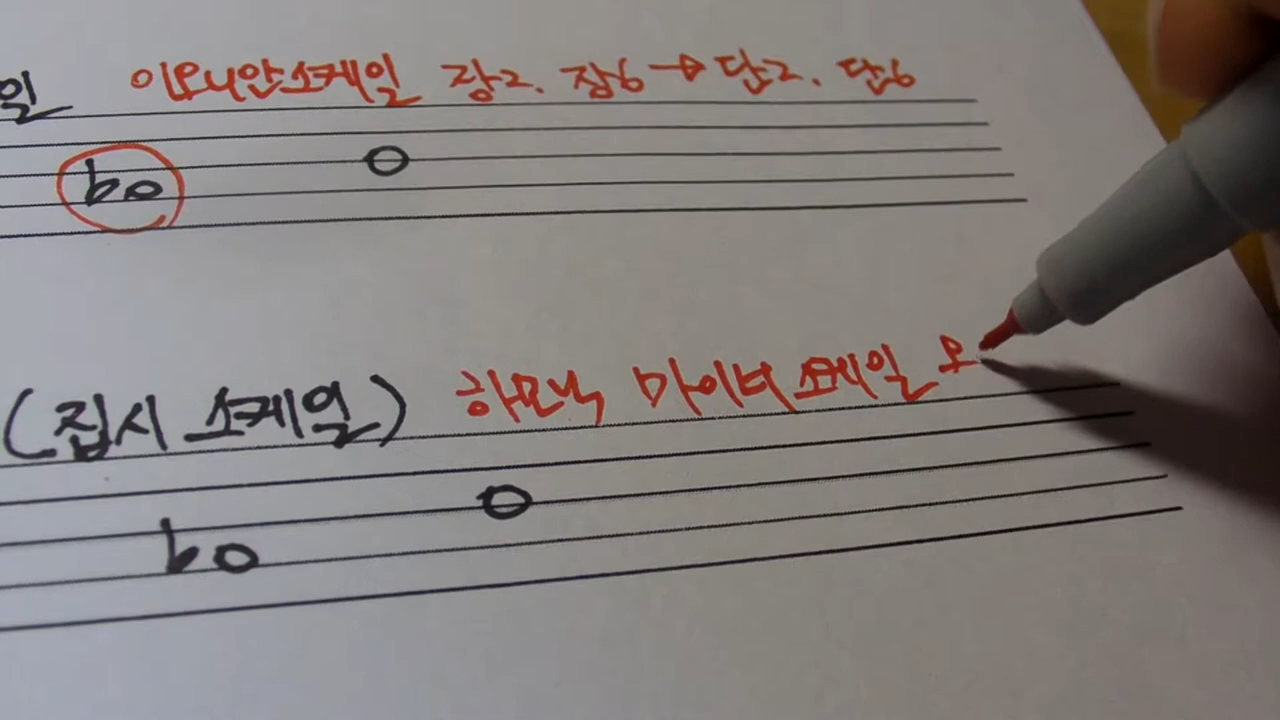 일 이오니안스케일 장2. 장6 → 단2. 단6
(집시 스케일) 하모닉 마이너 스케일